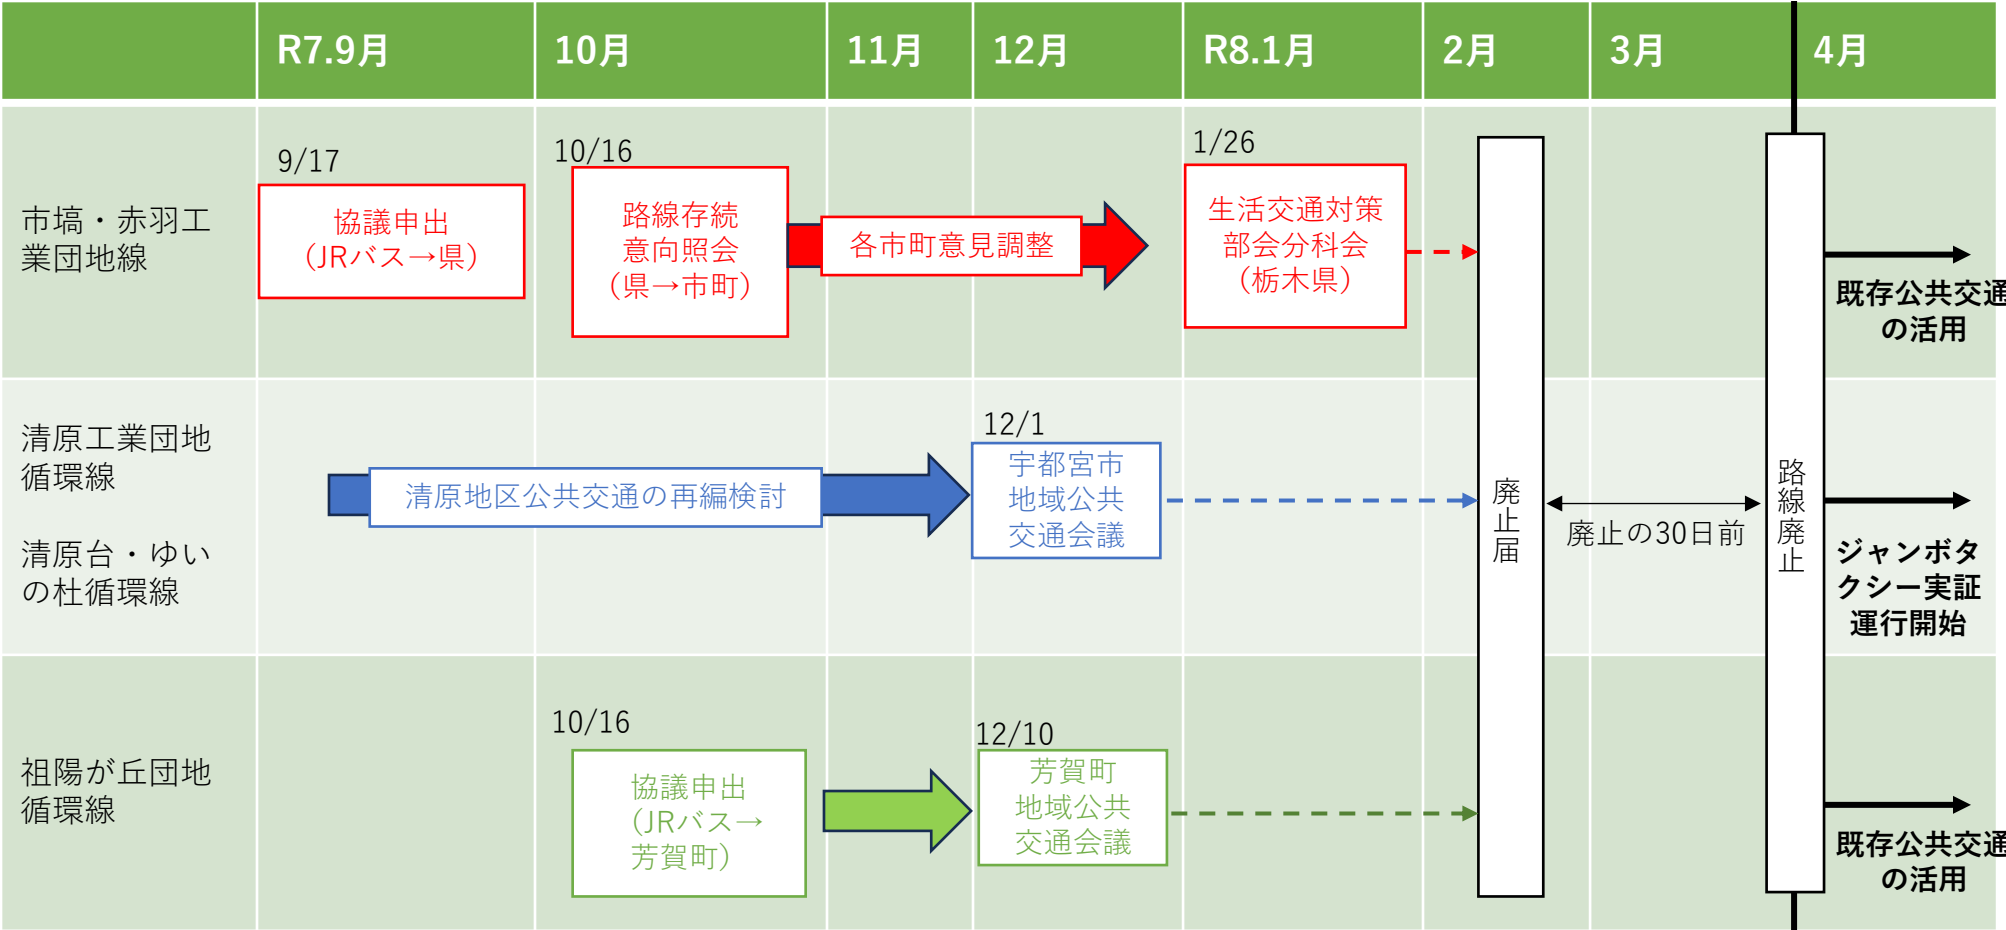 R7.9月
10月
11月
12月
R8.1月
2月
3月
4月
市塙・赤羽工
業団地線
9/17
協議申出
(JRバス→県)
10/16
路線存続
意向照会
(県→市町)
各市町意見調整
1/26
生活交通対策
部会分科会
(栃木県)
既存公共交通
の活用
清原工業団地
循環線
清原台・ゆい
の杜循環線
清原地区公共交通の再編検討
12/1
宇都宮市
地域公共
交通会議
廃止届
廃止の30日前
路線廃止
ジャンボタ
クシー実証
運行開始
祖陽が丘団地
循環線
10/16
協議申出
(JRバス→
芳賀町)
12/10
芳賀町
地域公共
交通会議
既存公共交通
の活用